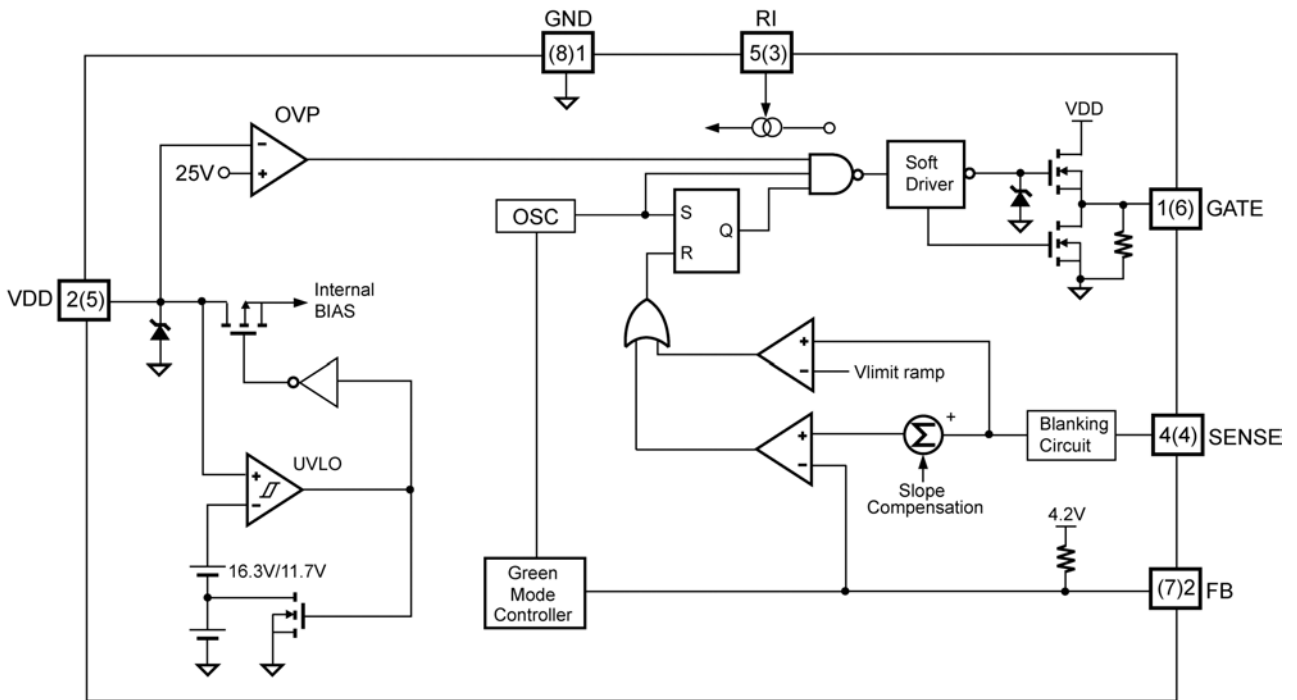 GND
RI
(8)1
5(3)
OVP
VDD
25V
Soft
Driver
OSC
S
Q
R
1(6)
GATE
VDD
2(5)
Internal
BIAS
Vlimit ramp
Blanking
Circuit
4(4)
SENSE
UVLO
Σ
Slope
Compensation
4.2V
16.3V/11.7V
Green
Mode
Controller
(7)2
FB